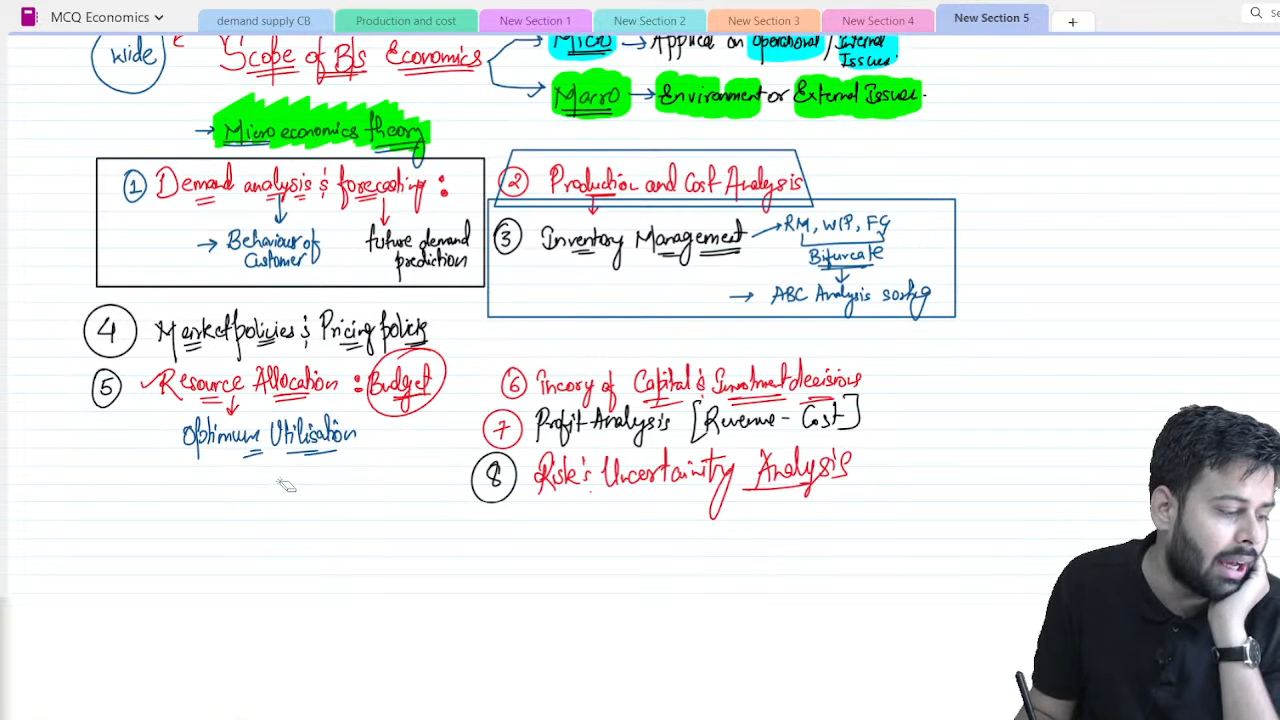 MCQ Economics
demand supply CB
Production and cost
New Section 1
New Section 2
New Section 3
New Section 4
New Section 5
+
Se
wide
Scope of B/s Economics
Micro → Applied on operational / Internal Issues.
Macro → Environment or External Issues.
→ Micro economics theory
① Demand analysis & forecasting :
→ Behaviour of Customer
future demand prediction
② Production and Cost Analysis
③ Inventory Management → RM, WIP, FG
Bifurcate
→ ABC Analysis
④ Market policies & Pricing policies
⑤ Resource Allocation : Budget
Optimum Utilisation
⑥ Theory of Capital & Investment decisions
⑦ Profit Analysis [Revenue - Cost]
⑧ Risk & Uncertainity Analysis